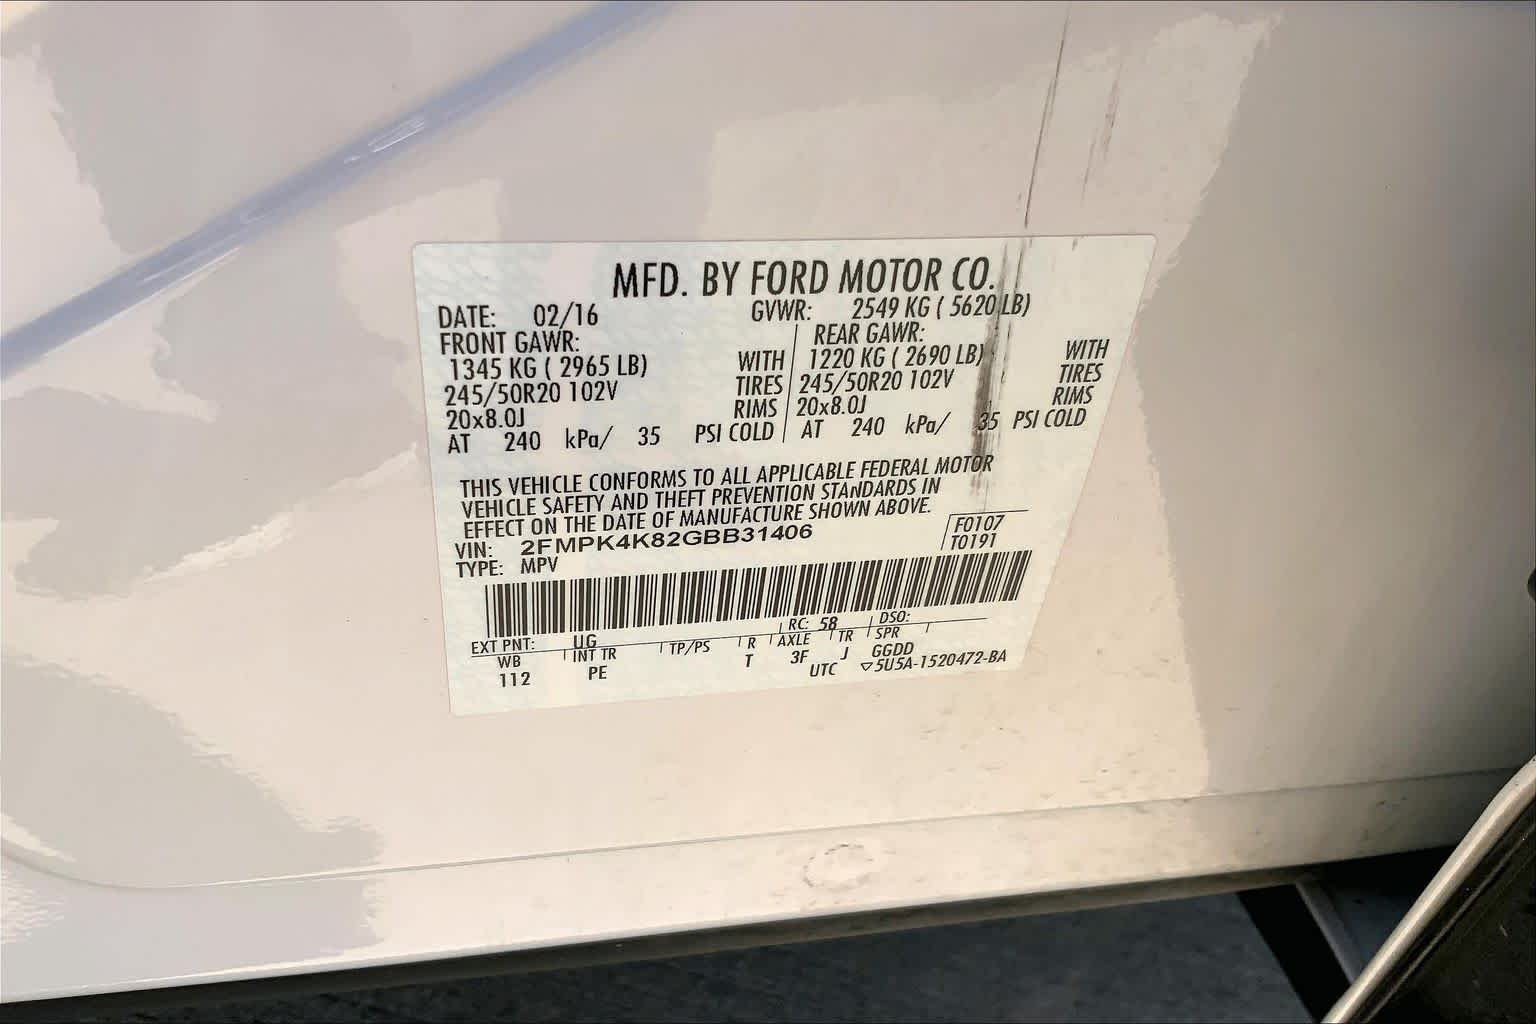 MFD. BY FORD MOTOR CO.
DATE: 02/16 GVWR: 2549 KG ( 5620 LB)
FRONT GAWR: REAR GAWR:
1345 KG ( 2965 LB) WITH 1220 KG ( 2690 LB) WITH
245/50R20 102V TIRES 245/50R20 102V TIRES
20x8.0J RIMS 20x8.0J RIMS
AT 240 kPa/ 35 PSI COLD AT 240 kPa/ 35 PSI COLD
THIS VEHICLE CONFORMS TO ALL APPLICABLE FEDERAL MOTOR
VEHICLE SAFETY AND THEFT PREVENTION STANDARDS IN
EFFECT ON THE DATE OF MANUFACTURE SHOWN ABOVE.
VIN: 2FMPK4K82GBB31406 F0107
TYPE: MPV T0191
EXT PNT: UG RC: 58 DSO:
WB INT TR TP/PS R AXLE TR SPR
112 PE T 3F J GGDD
UTC ▽5U5A-1520472-BA